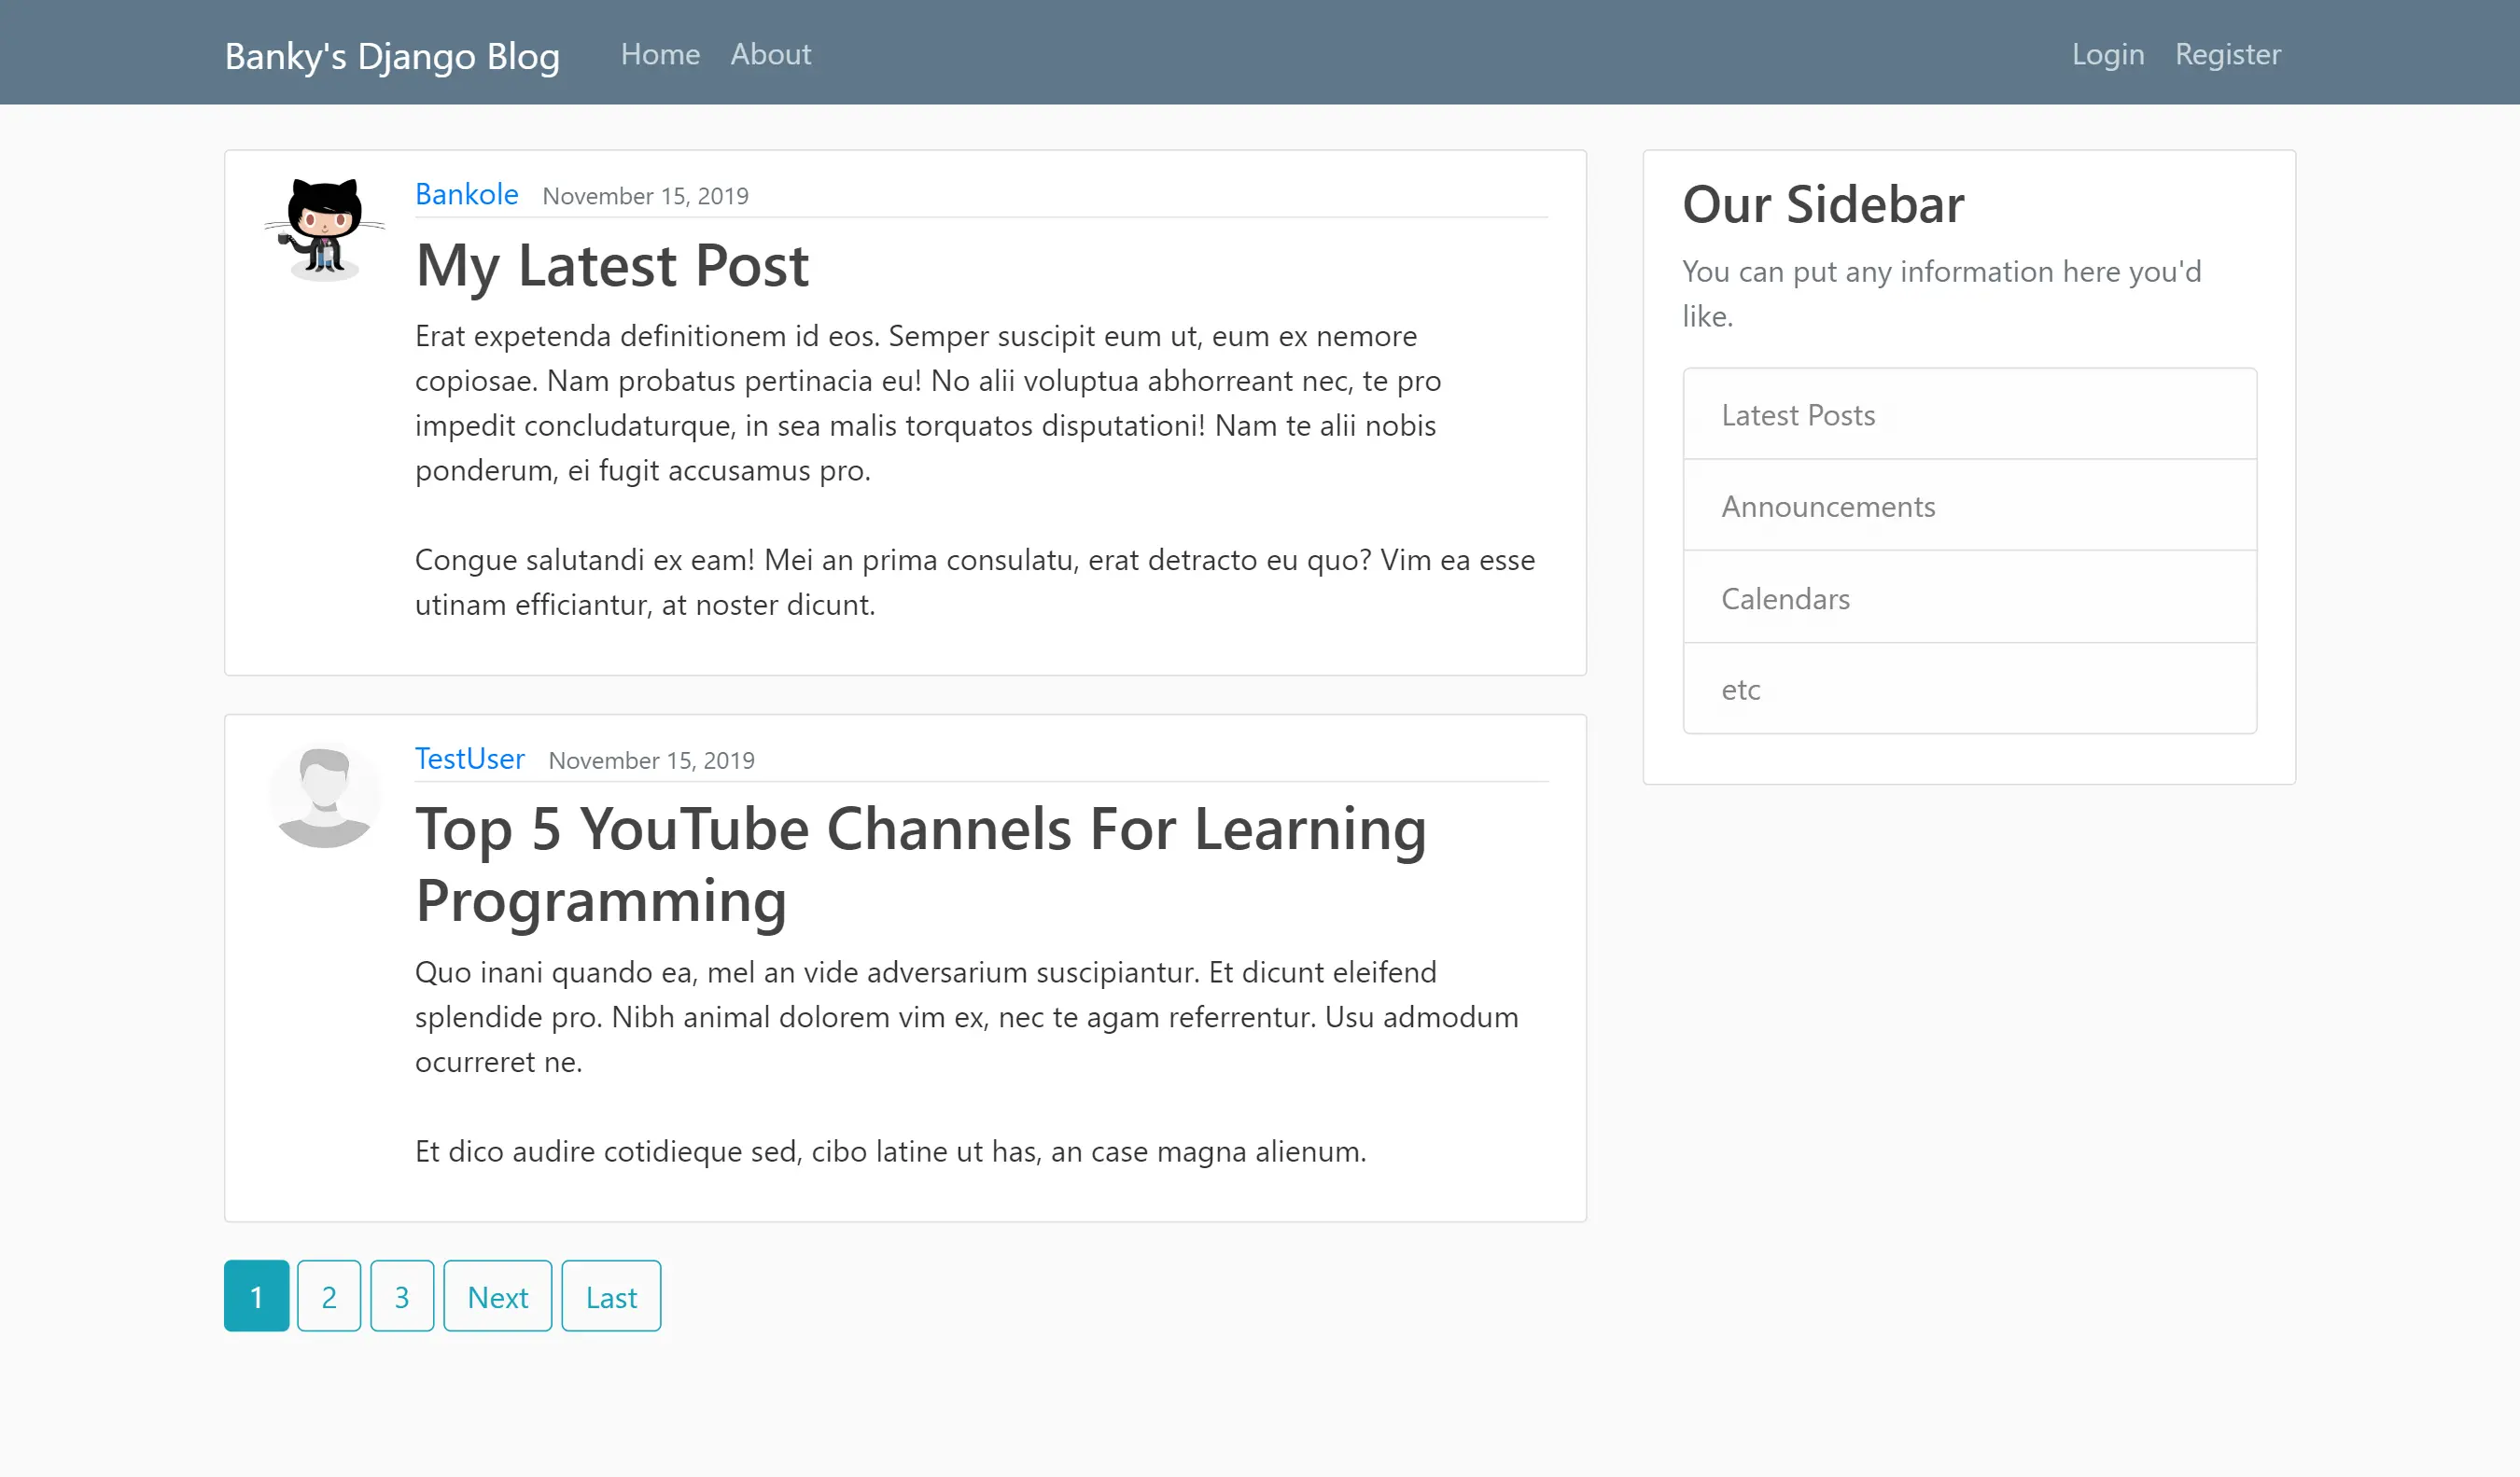 Banky's Django Blog Home About Login Register
Bankole November 15, 2019
My Latest Post
Erat expetenda definitionem id eos. Semper suscipit eum ut, eum ex nemore
copiosae. Nam probatus pertinacia eu! No alii voluptua abhorreant nec, te pro
impedit concludaturque, in sea malis torquatos disputationi! Nam te alii nobis
ponderum, ei fugit accusamus pro.
Congue salutandi ex eam! Mei an prima consulatu, erat detracto eu quo? Vim ea esse
utinam efficiantur, at noster dicunt.
TestUser November 15, 2019
Top 5 YouTube Channels For Learning
Programming
Quo inani quando ea, mel an vide adversarium suscipiantur. Et dicunt eleifend
splendide pro. Nibh animal dolorem vim ex, nec te agam referrentur. Usu admodum
ocurreret ne.
Et dico audire cotidieque sed, cibo latine ut has, an case magna alienum.
1 2 3 Next Last
Our Sidebar
You can put any information here you'd
like.
Latest Posts
Announcements
Calendars
etc